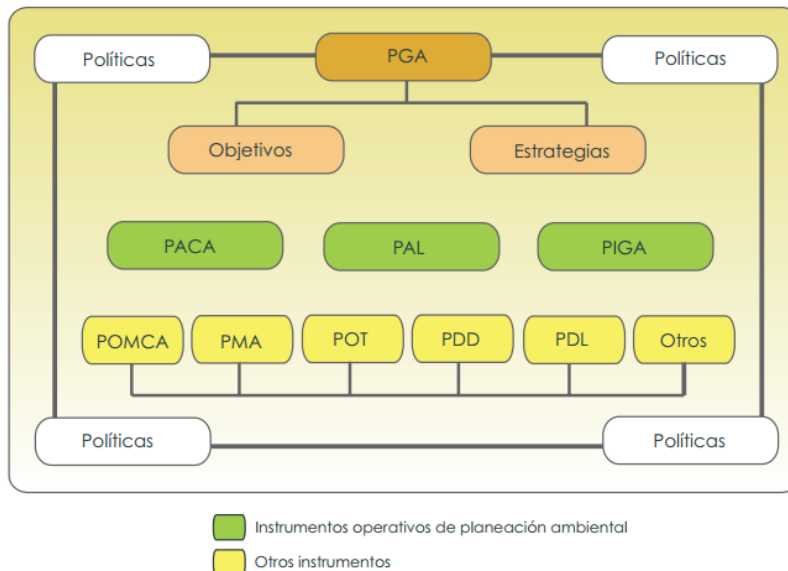 Políticas
PGA
Políticas
Objetivos
Estrategias
PACA
PAL
PIGA
POMCA
PMA
POT
PDD
PDL
Otros
Políticas
Políticas
Instrumentos operativos de planeación ambiental
Otros instrumentos